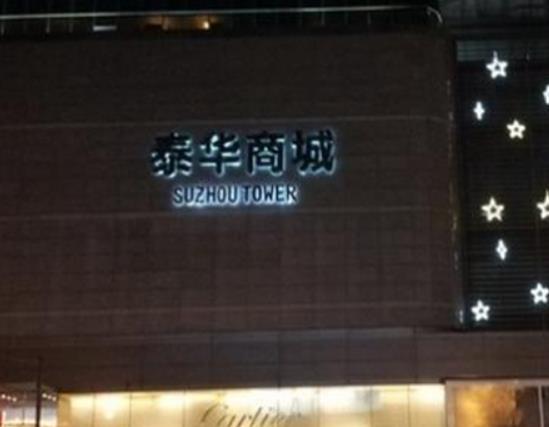 泰华商城
SUZHOU TOWER
Cartier